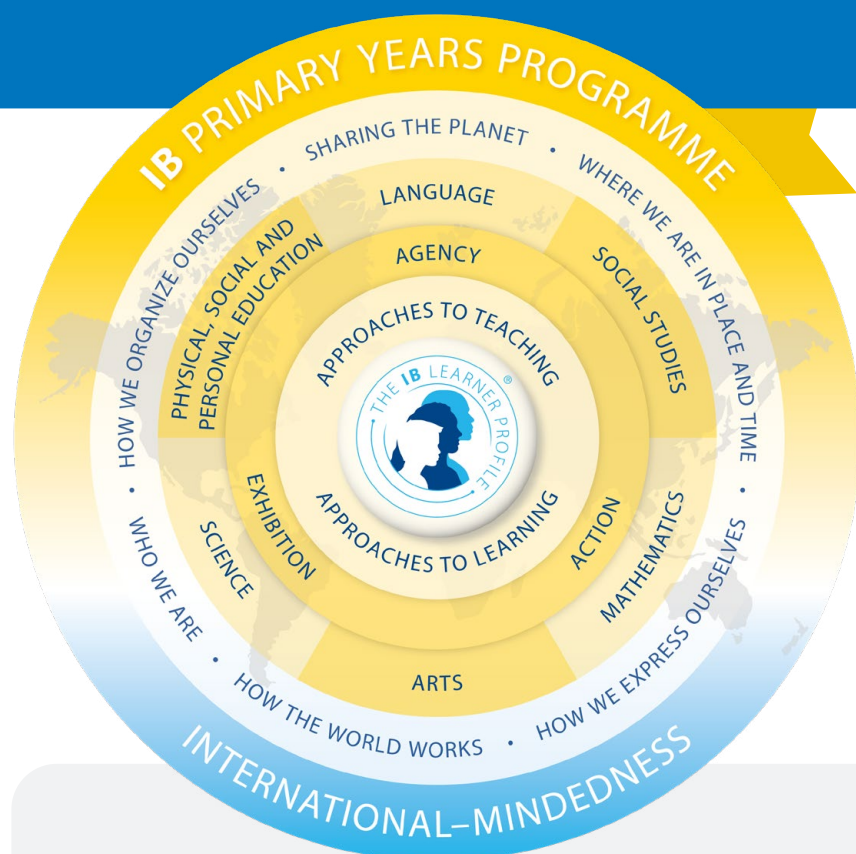 IB PRIMARY YEARS PROGRAMME
SHARING THE PLANET
•
WHERE WE ARE IN PLACE AND TIME
•
HOW WE EXPRESS OURSELVES
•
HOW THE WORLD WORKS
•
WHO WE ARE
•
HOW WE ORGANIZE OURSELVES
•
LANGUAGE
SOCIAL STUDIES
MATHEMATICS
ARTS
SCIENCE
PHYSICAL, SOCIAL AND
PERSONAL EDUCATION
AGENCY
ACTION
EXHIBITION
APPROACHES TO TEACHING
THE IB LEARNER PROFILE®
APPROACHES TO LEARNING
INTERNATIONAL–MINDEDNESS